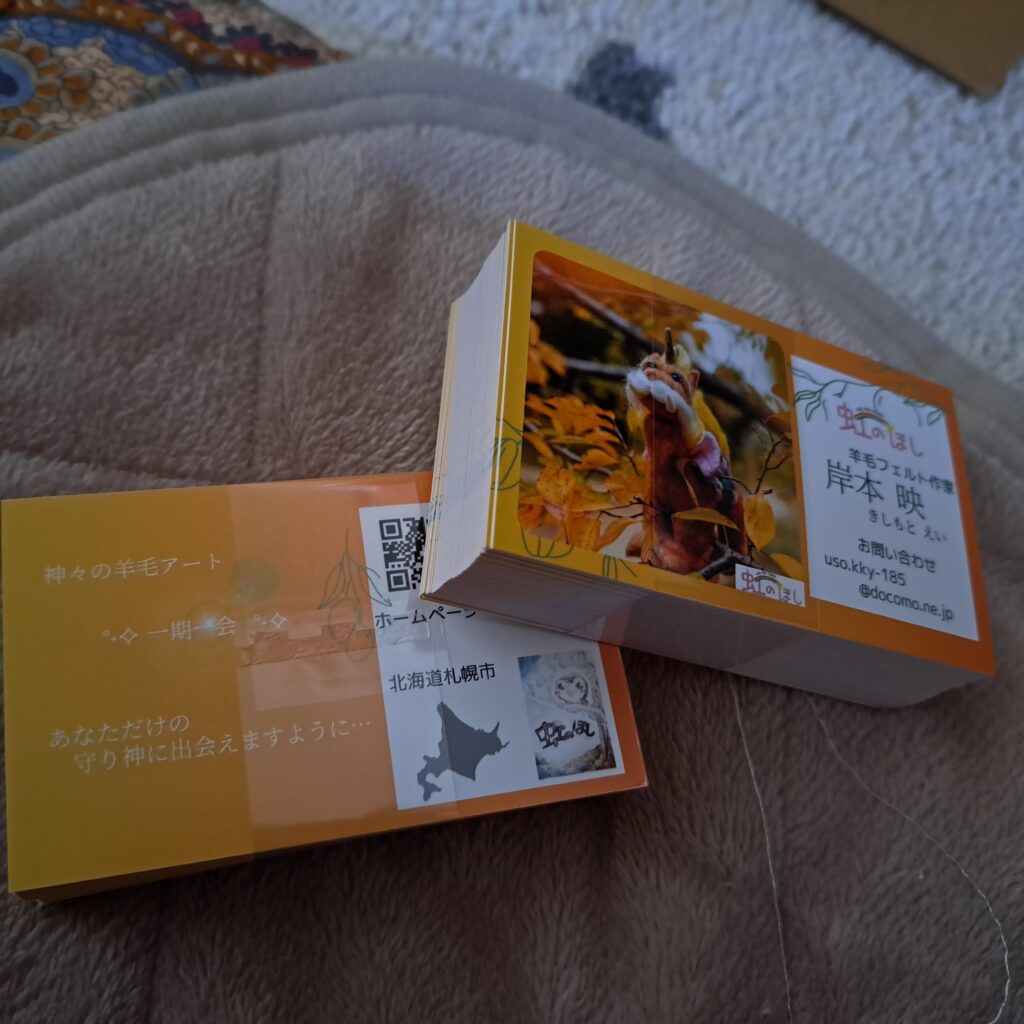 虹のほし
羊毛フェルト作家
岸本 映
きしもと えい
お問い合わせ
uso.kky-185
@docomo.ne.jp
虹のほし
神々の羊毛アート
一期一会
あなただけの
守り神に出会えますように…
ホームページ
北海道札幌市
虹のほし